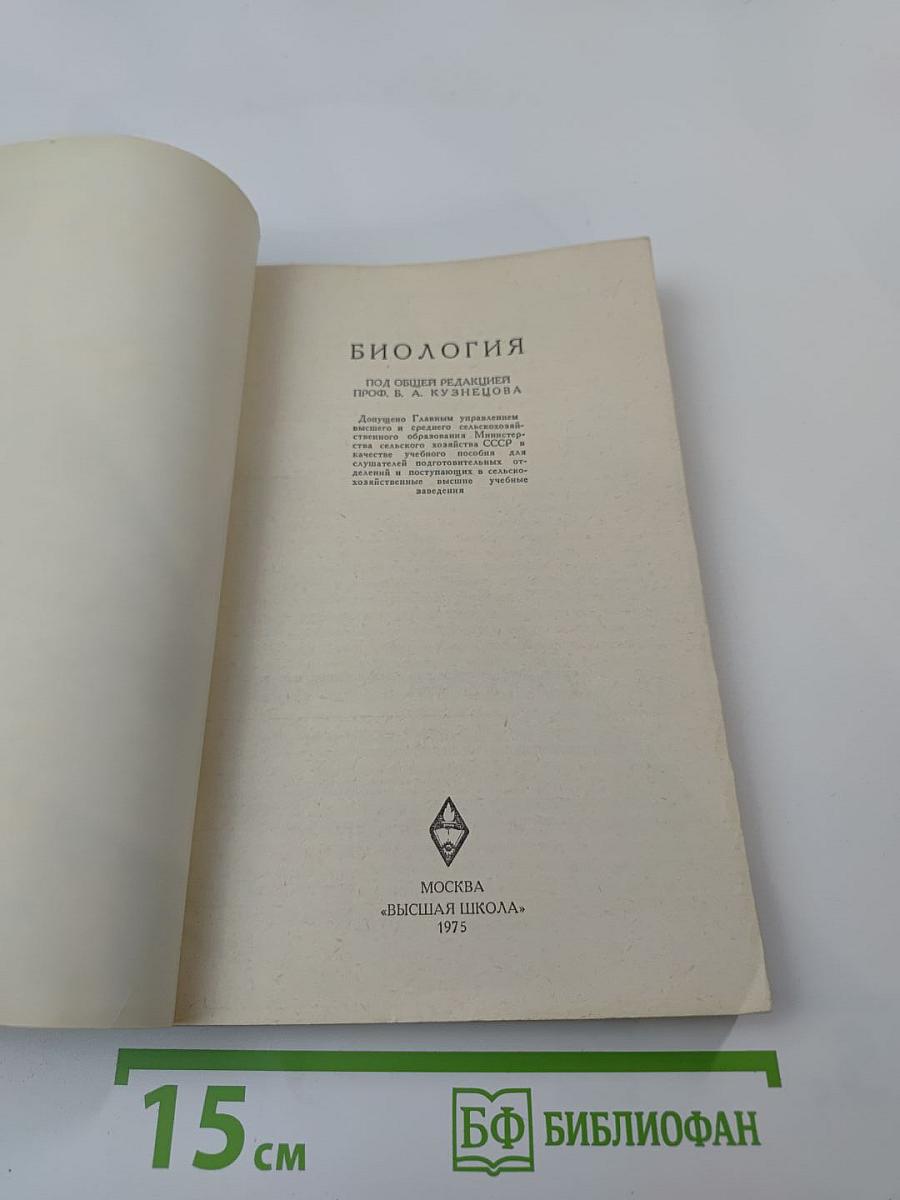 БИОЛОГИЯ
ПОД ОБЩЕЙ РЕДАКЦИЕЙ
ПРОФ. Б. А. КУЗНЕЦОВА
Допущено Главным управлением
высшего и среднего сельскохозяй-
ственного образования Министер-
ства сельского хозяйства СССР в
качестве учебного пособия для
слушателей подготовительных от-
делений и поступающих в сельско-
хозяйственные высшие учебные
заведения
МОСКВА
«ВЫСШАЯ ШКОЛА»
1975
15 см
БФ БИБЛИОФАН